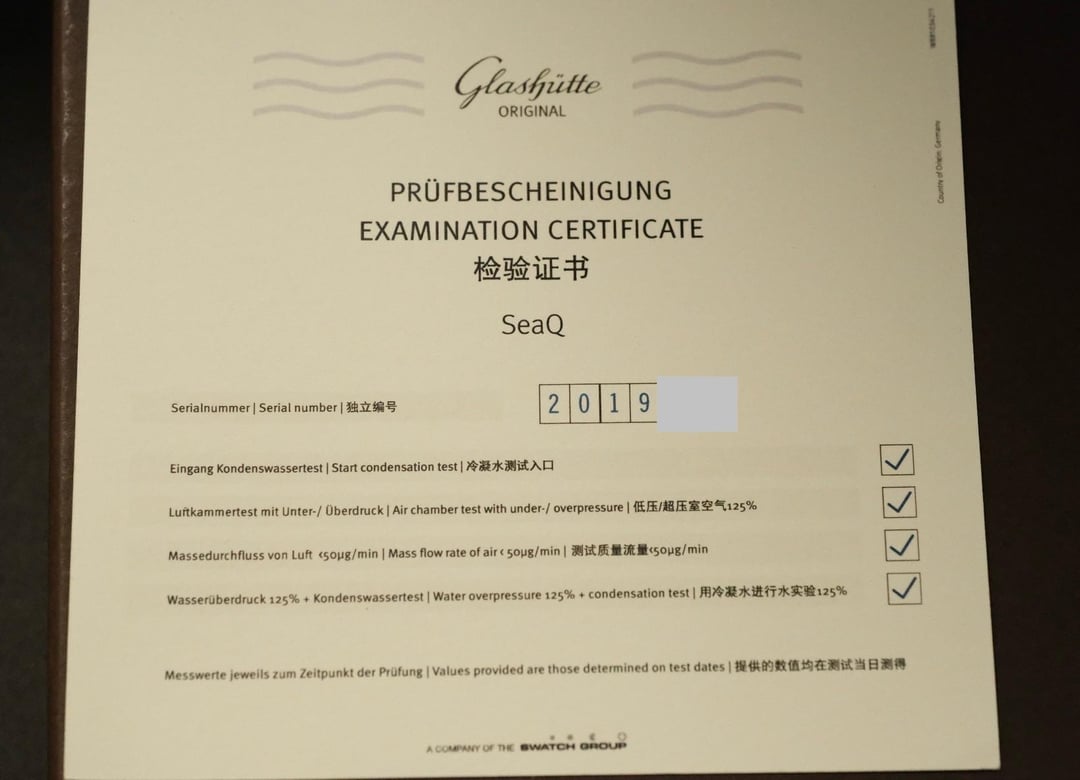 Glashütte
ORIGINAL
PRÜFBESCHEINIGUNG
EXAMINATION CERTIFICATE
检验证书
SeaQ
Serialnummer | Serial number | 独立编号 2019
Eingang Kondenswassertest | Start condensation test | 冷凝水测试入口
Luftkammertest mit Unter-/ Überdruck | Air chamber test with under-/ overpressure | 低压/超压室空气125%
Massedurchfluss von Luft <50µg/min | Mass flow rate of air < 50µg/min | 测试质量流量<50µg/min
Wasserüberdruck 125% + Kondenswassertest | Water overpressure 125% + condensation test | 用冷凝水进行水实验125%
Messwerte jeweils zum Zeitpunkt der Prüfung | Values provided are those determined on test dates | 提供的数值均在测试当日测得
A COMPANY OF THE SWATCH GROUP
Country of Origin: Germany